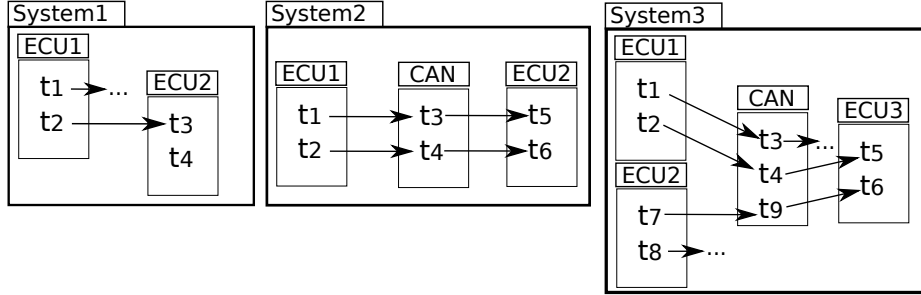 System1
ECU1
t1 ...
t2
ECU2
t3
t4
System2
ECU1
t1
t2
CAN
t3
t4
ECU2
t5
t6
System3
ECU1
t1
t2
ECU2
t7
t8 ...
CAN
t3 ...
t4
t9
ECU3
t5
t6